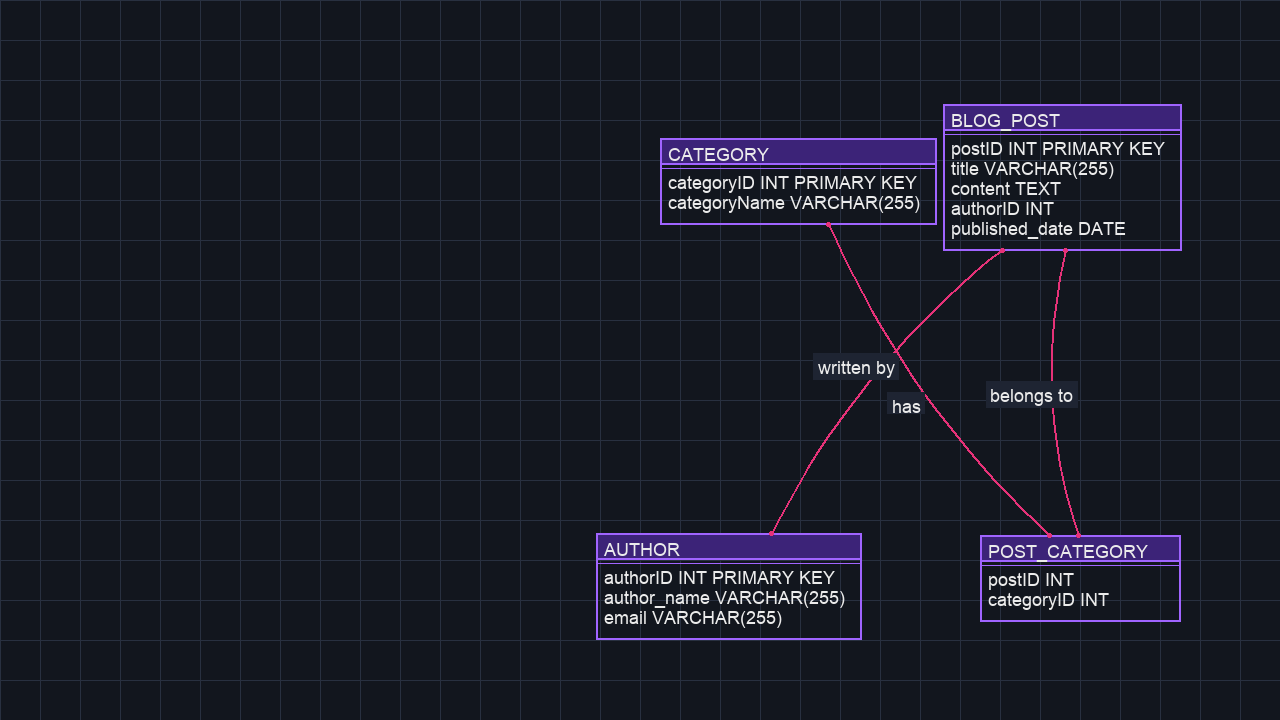 CATEGORY
categoryID INT PRIMARY KEY
categoryName VARCHAR(255)
BLOG_POST
postID INT PRIMARY KEY
title VARCHAR(255)
content TEXT
authorID INT
published_date DATE
written by
has
belongs to
AUTHOR
authorID INT PRIMARY KEY
author_name VARCHAR(255)
email VARCHAR(255)
POST_CATEGORY
postID INT
categoryID INT